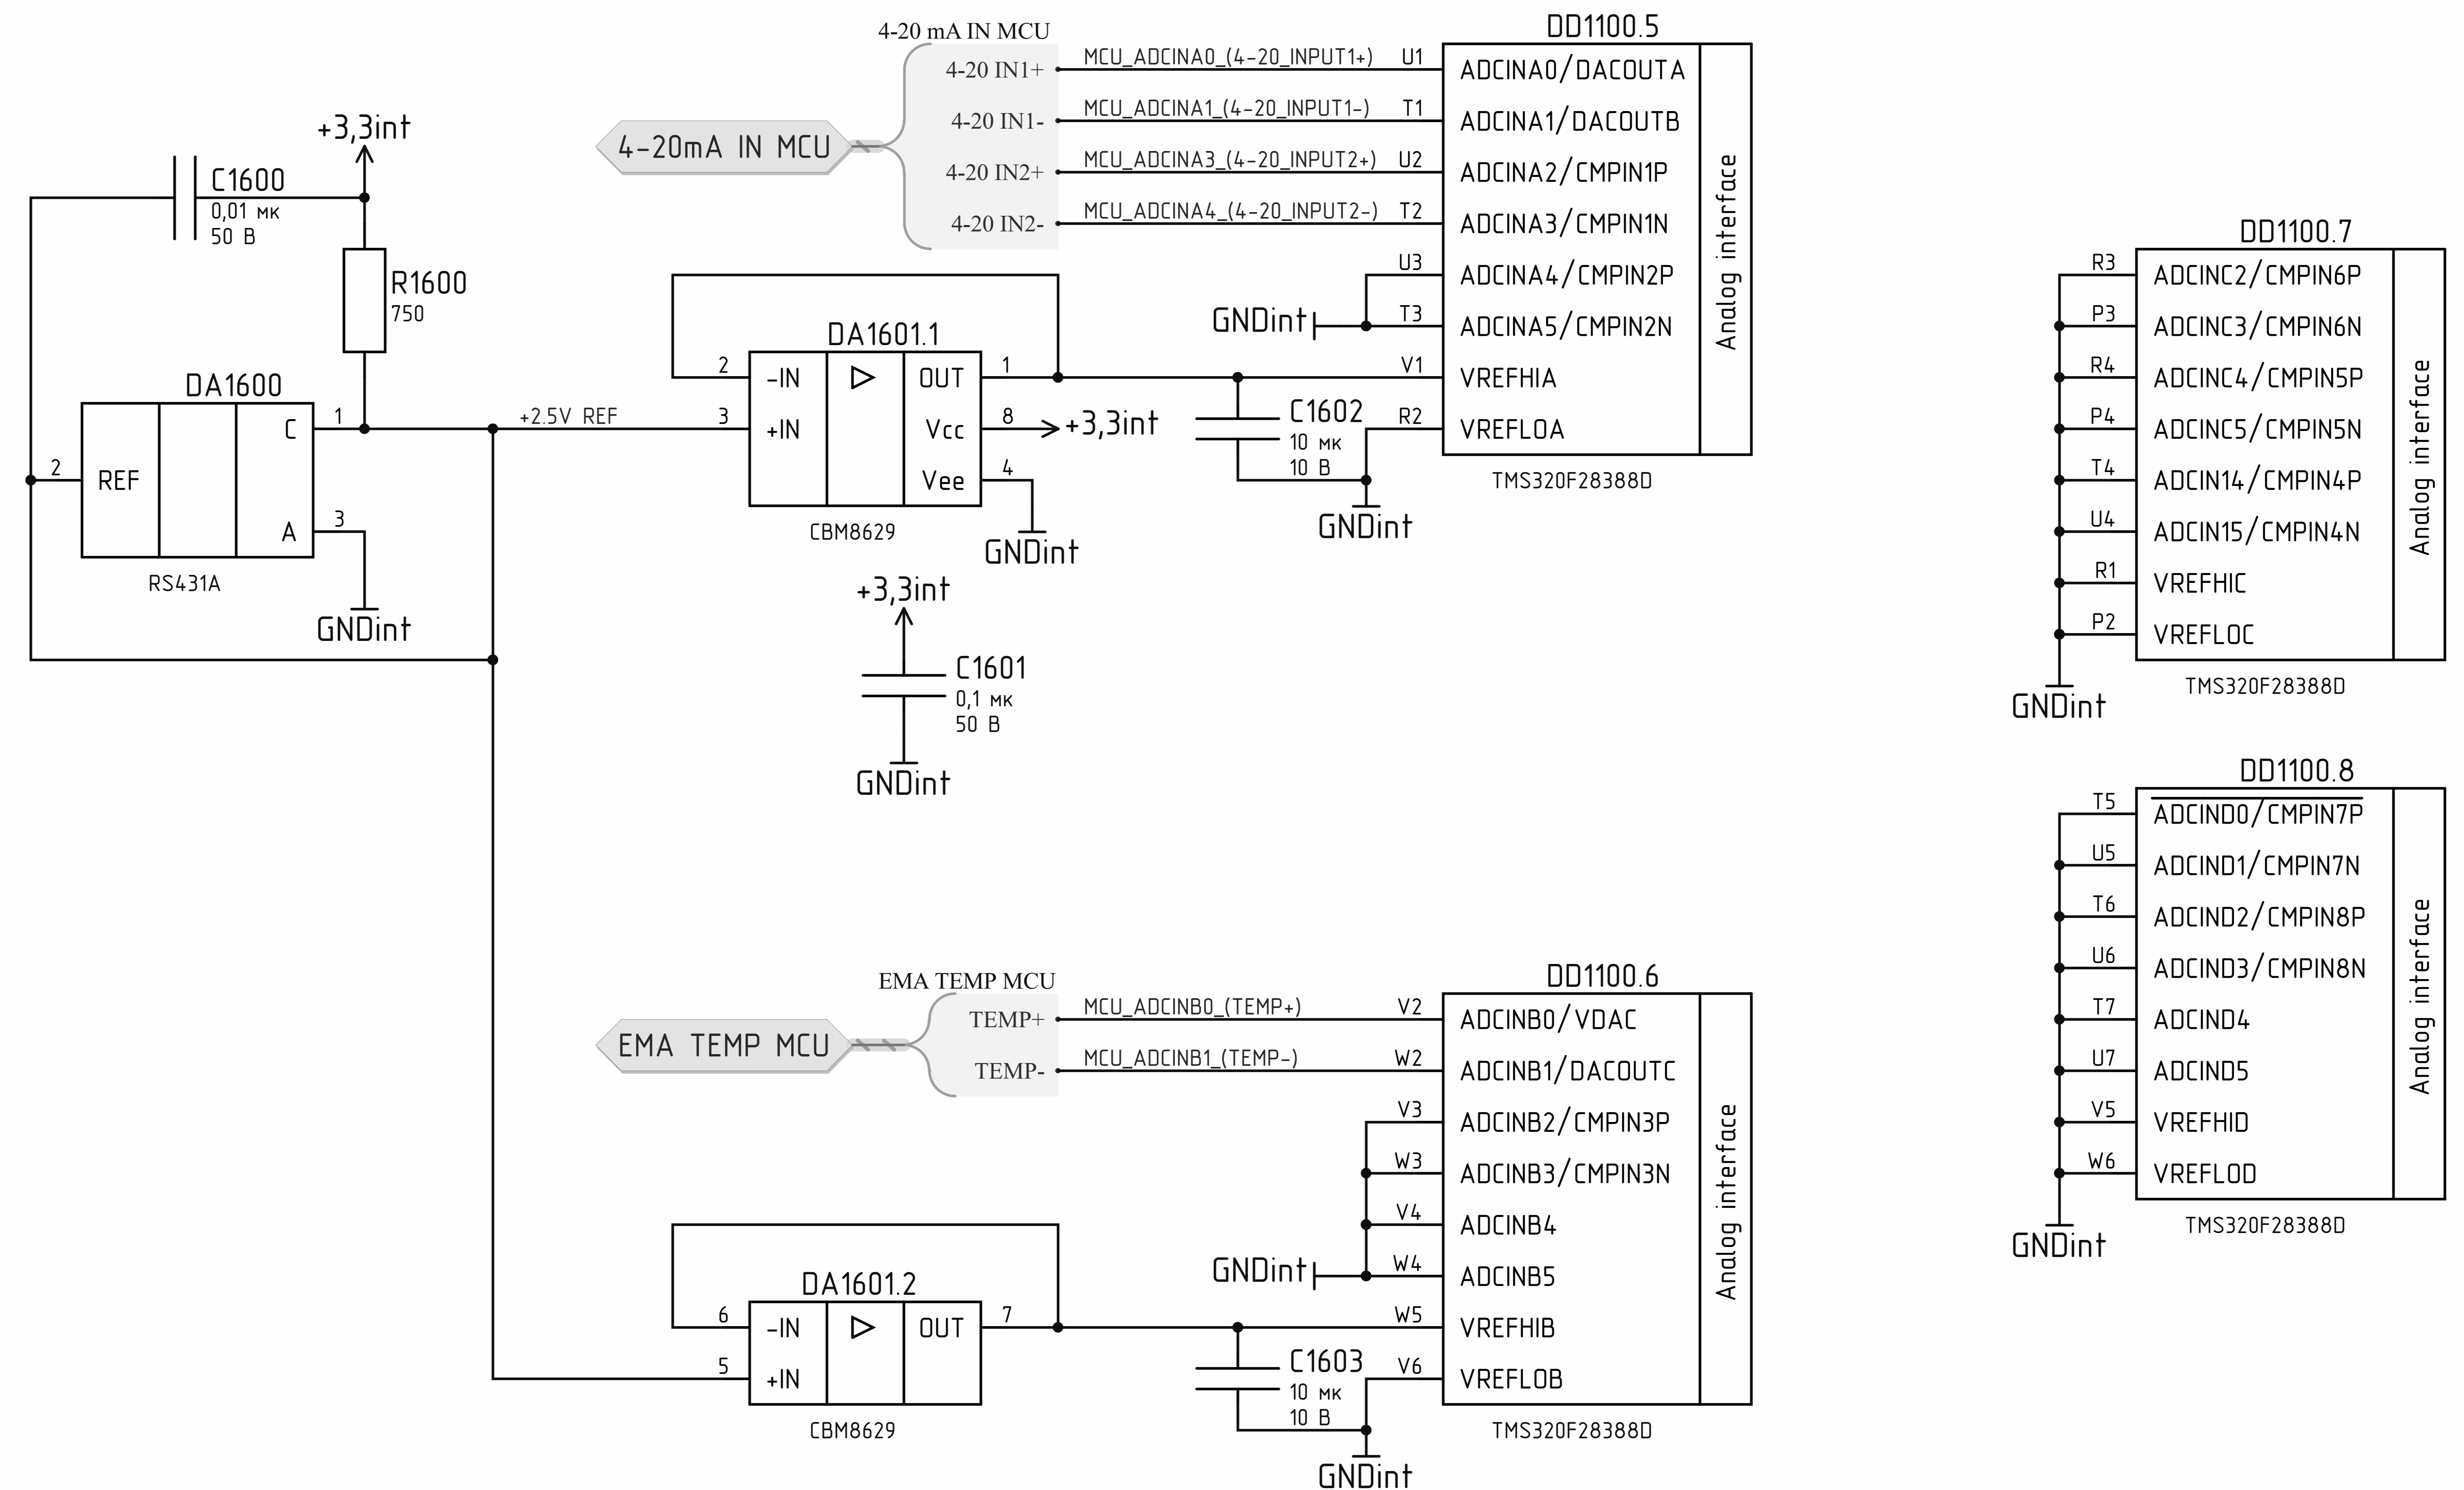 +3,3int
C1600
0,01 мк
50 В
R1600
750
DA1600
C
1
2
REF
A
3
RS431A
GNDint
+2.5V REF
4-20 mA IN MCU
4-20mA IN MCU
4-20 IN1+
4-20 IN1-
4-20 IN2+
4-20 IN2-
MCU_ADCINA0_(4-20_INPUT1+)
MCU_ADCINA1_(4-20_INPUT1-)
MCU_ADCINA3_(4-20_INPUT2+)
MCU_ADCINA4_(4-20_INPUT2-)
DA1601.1
2
-IN
OUT
1
3
+IN
Vcc
8
+3,3int
Vee
4
CBM8629
GNDint
+3,3int
C1601
0,1 мк
50 В
GNDint
DD1100.5
U1
ADCINA0/DACOUTA
T1
ADCINA1/DACOUTB
U2
ADCINA2/CMPIN1P
T2
ADCINA3/CMPIN1N
U3
ADCINA4/CMPIN2P
GNDint
T3
ADCINA5/CMPIN2N
V1
VREFHIA
R2
VREFLOA
Analog interface
TMS320F28388D
C1602
10 мк
10 В
GNDint
EMA TEMP MCU
EMA TEMP MCU
TEMP+
TEMP-
MCU_ADCINB0_(TEMP+)
MCU_ADCINB1_(TEMP-)
DA1601.2
6
-IN
OUT
7
5
+IN
CBM8629
DD1100.6
V2
ADCINB0/VDAC
W2
ADCINB1/DACOUTC
V3
ADCINB2/CMPIN3P
W3
ADCINB3/CMPIN3N
V4
ADCINB4
GNDint
W4
ADCINB5
W5
VREFHIB
V6
VREFLOB
Analog interface
TMS320F28388D
C1603
10 мк
10 В
GNDint
DD1100.7
R3
ADCINC2/CMPIN6P
P3
ADCINC3/CMPIN6N
R4
ADCINC4/CMPIN5P
P4
ADCINC5/CMPIN5N
T4
ADCIN14/CMPIN4P
U4
ADCIN15/CMPIN4N
R1
VREFHIC
P2
VREFLOC
Analog interface
TMS320F28388D
GNDint
DD1100.8
T5
ADCIND0/CMPIN7P
U5
ADCIND1/CMPIN7N
T6
ADCIND2/CMPIN8P
U6
ADCIND3/CMPIN8N
T7
ADCIND4
U7
ADCIND5
V5
VREFHID
W6
VREFLOD
Analog interface
TMS320F28388D
GNDint